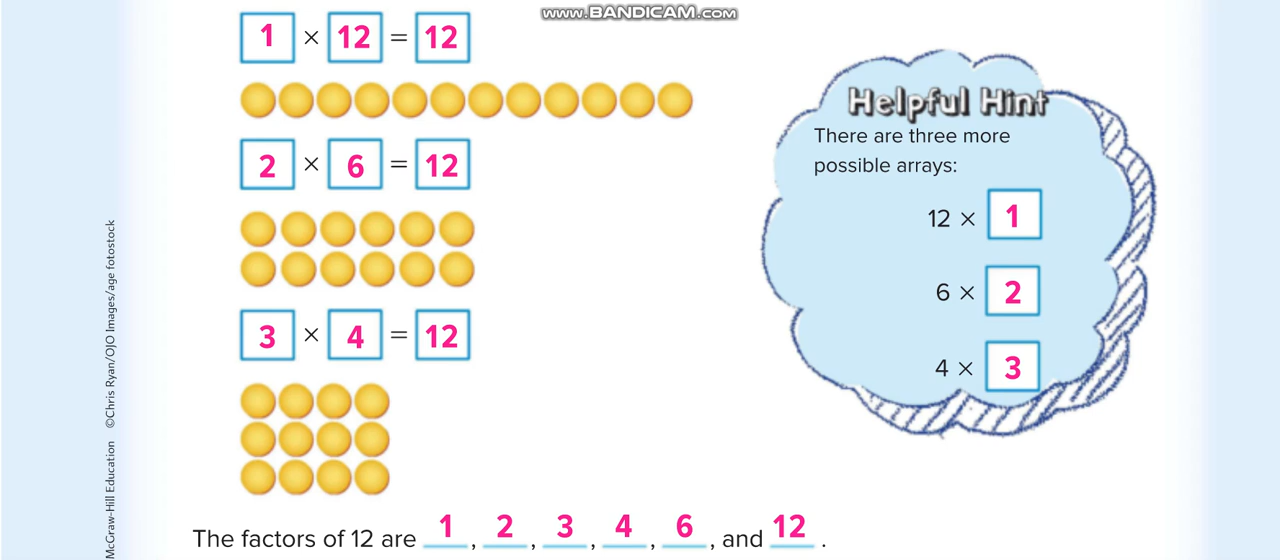 www.BANDICAM.com
1 × 12 = 12
2 × 6 = 12
3 × 4 = 12
Helpful Hint
There are three more
possible arrays:
12 × 1
6 × 2
4 × 3
The factors of 12 are 1, 2, 3, 4, 6, and 12.
McGraw-Hill Education ©Chris Ryan/OJO Images/age fotostock